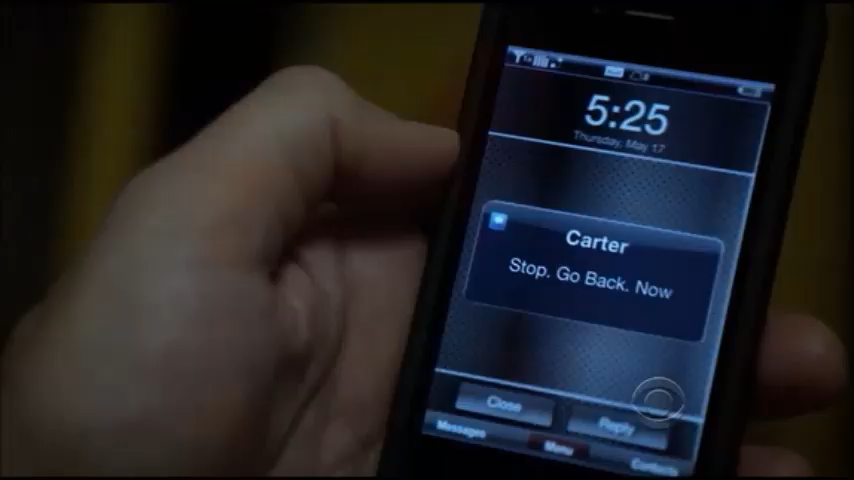 5:25
Thursday, May 17
Carter
Stop. Go Back. Now
Close
Reply
Messages
Menu
Contacts